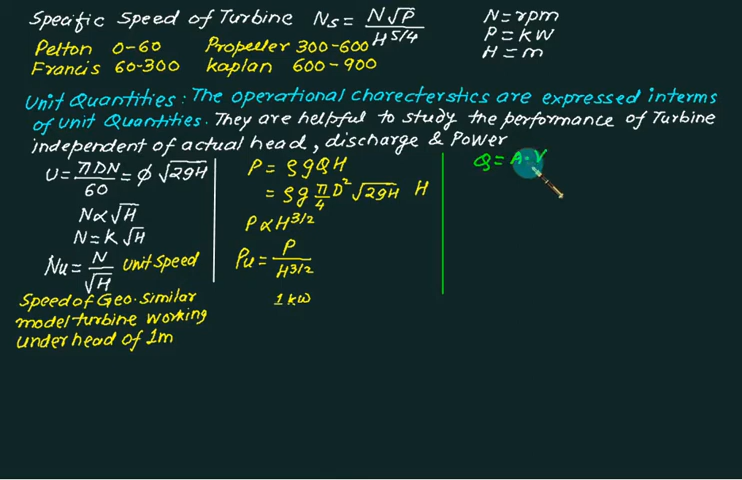 Specific Speed of Turbine Ns = N√P / H^5/4
N = rpm
P = kW
H = m
Pelton 0-60 Propeller 300-600
Francis 60-300 kaplan 600-900
Unit Quantities : The operational charecterstics are expressed interms
of Unit Quantities. They are helpful to study the performance of Turbine
independent of actual head, discharge & Power
U = πDN / 60 = φ √2gH
N ∝ √H
N = K √H
Nu = N / √H Unit Speed
Speed of Geo. Similar
model turbine working
under head of 1m
P = ρgQH
= ρg π/4 D² √2gH H
P ∝ H^3/2
Pu = P / H^3/2
1 kW
Q = A·V